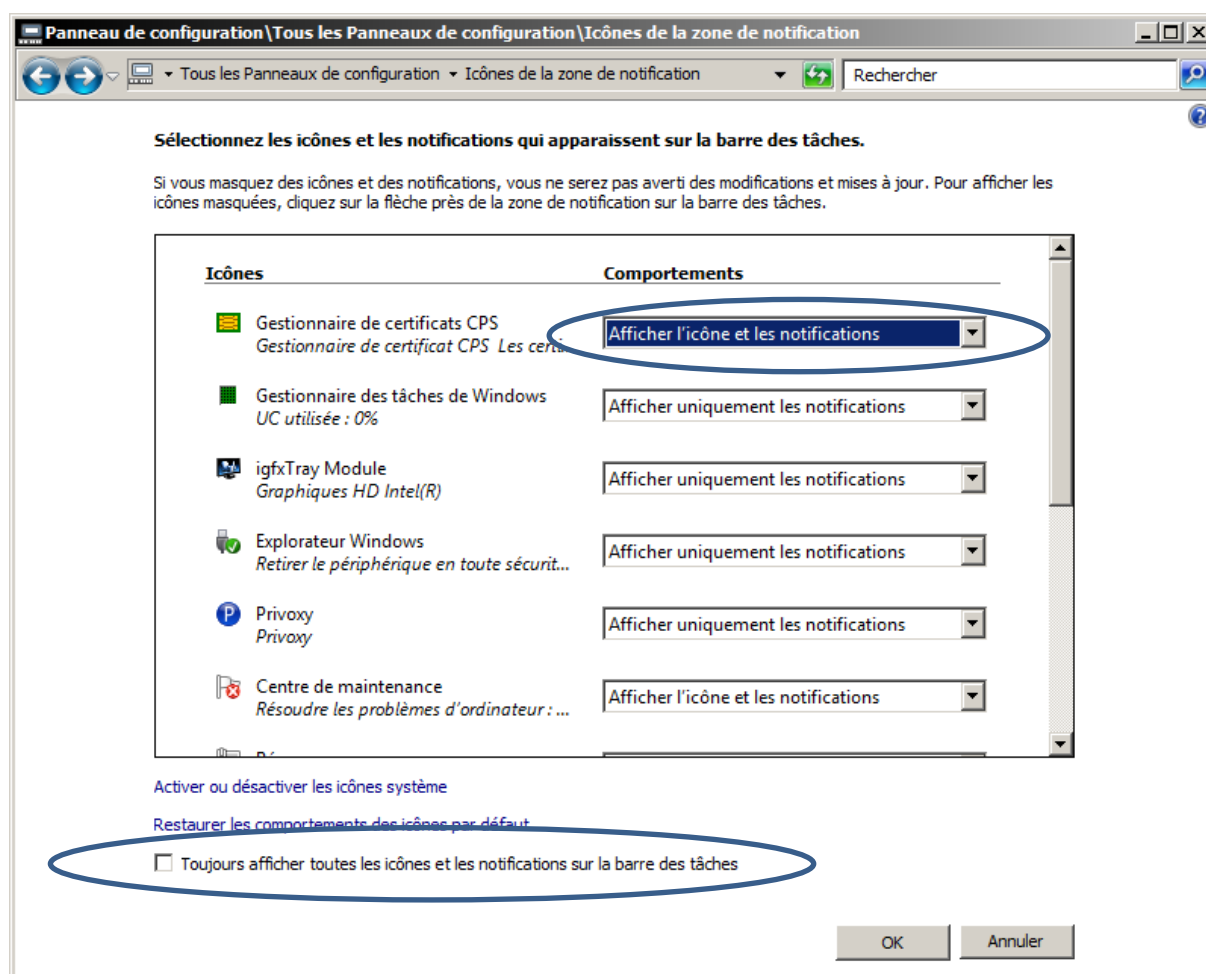 Panneau de configuration\Tous les Panneaux de configuration\Icônes de la zone de notification
Tous les Panneaux de configuration Icônes de la zone de notification
Rechercher
Sélectionnez les icônes et les notifications qui apparaissent sur la barre des tâches.
Si vous masquez des icônes et des notifications, vous ne serez pas averti des modifications et mises à jour. Pour afficher les
icônes masquées, cliquez sur la flèche près de la zone de notification sur la barre des tâches.
Icônes Comportements
Gestionnaire de certificats CPS
Gestionnaire de certificat CPS Les certi...
Afficher l'icône et les notifications
Gestionnaire des tâches de Windows
UC utilisée : 0%
Afficher uniquement les notifications
igfxTray Module
Graphiques HD Intel(R)
Afficher uniquement les notifications
Explorateur Windows
Retirer le périphérique en toute sécurit...
Afficher uniquement les notifications
P
Privoxy
Privoxy
Afficher uniquement les notifications
Centre de maintenance
Résoudre les problèmes d'ordinateur : ...
Afficher l'icône et les notifications
Activer ou désactiver les icônes système
Restaurer les comportements des icônes par défaut
Toujours afficher toutes les icônes et les notifications sur la barre des tâches
OK Annuler